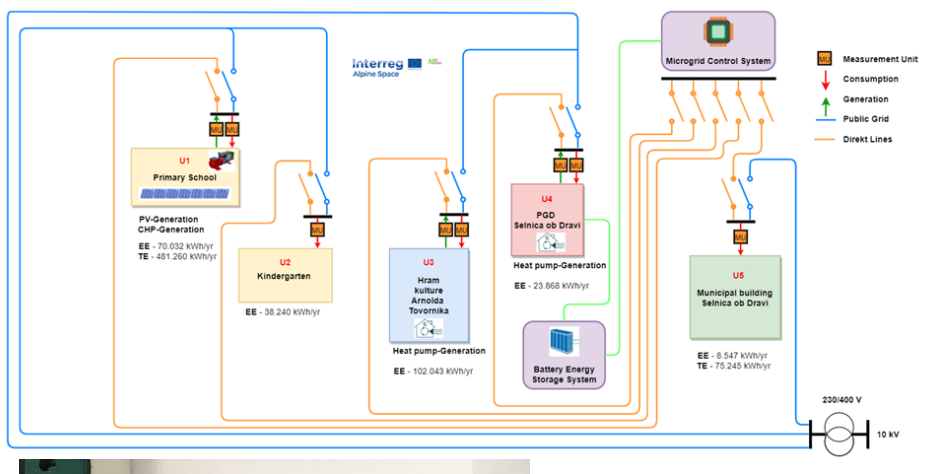 Interreg
Alpine Space
Microgrid Control System
MU Measurement Unit
Consumption
Generation
Public Grid
Direkt Lines
MU MU
U1
Primary School
PV-Generation
CHP-Generation
EE - 70.032 kWh/yr
TE - 481.260 kWh/yr
MU
U2
Kindergarten
EE - 38.240 kWh/yr
MU MU
U3
Hram
kulture
Arnolda
Tovornika
Heat pump-Generation
EE - 102.043 kWh/yr
MU MU
U4
PGD
Selnica ob Dravi
Heat pump-Generation
EE - 23.868 kWh/yr
Battery Energy
Storage System
MU
U5
Municipal building
Selnica ob Dravi
EE - 8.547 kWh/yr
TE - 75.245 kWh/yr
230/400 V
10 kV